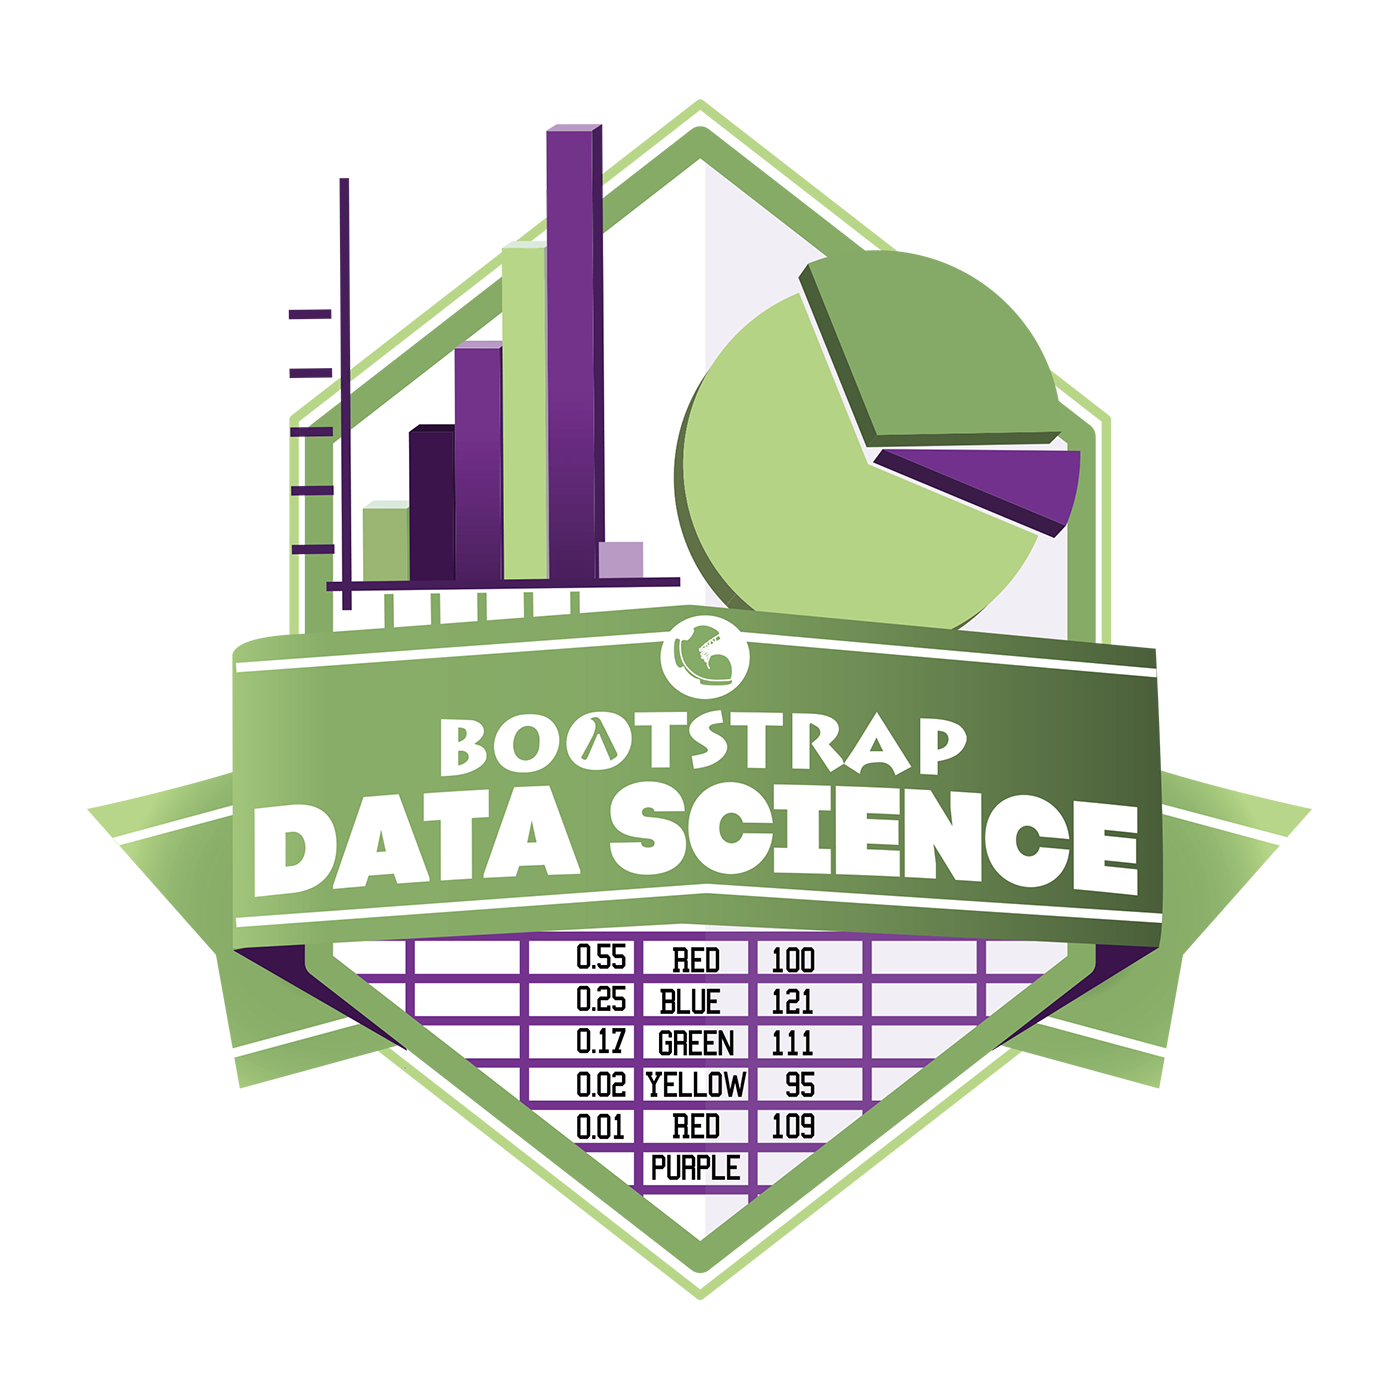 BOOTSTRAP
DATA SCIENCE
0.55 RED 100
0.25 BLUE 121
0.17 GREEN 111
0.02 YELLOW 95
0.01 RED 109
PURPLE